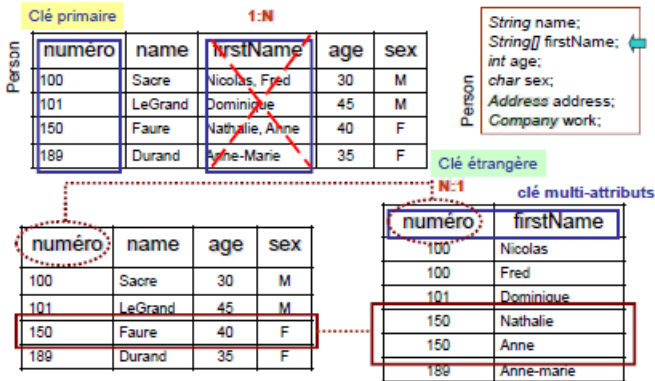 Clé primaire
1:N
Person
numéro name firstName age sex
100 Sacre Nicolas, Fred 30 M
101 LeGrand Dominique 45 M
150 Faure Nathalie, Anne 40 F
189 Durand Anne-Marie 35 F
Person
String name;
String[] firstName;
int age;
char sex;
Address address;
Company work;
Clé étrangère
N:1
clé multi-attributs
numéro name age sex
100 Sacre 30 M
101 LeGrand 45 M
150 Faure 40 F
189 Durand 35 F
numéro firstName
100 Nicolas
100 Fred
101 Dominique
150 Nathalie
150 Anne
189 Anne-marie